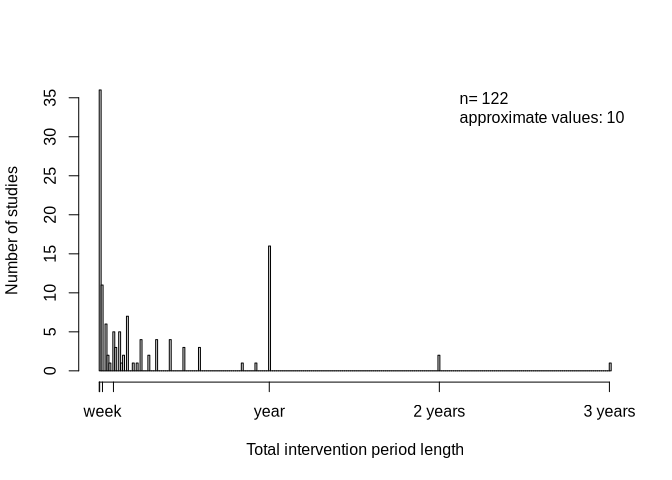 n= 122
approximate values: 10
Number of studies
35
30
25
20
15
10
5
0
week year 2 years 3 years
Total intervention period length